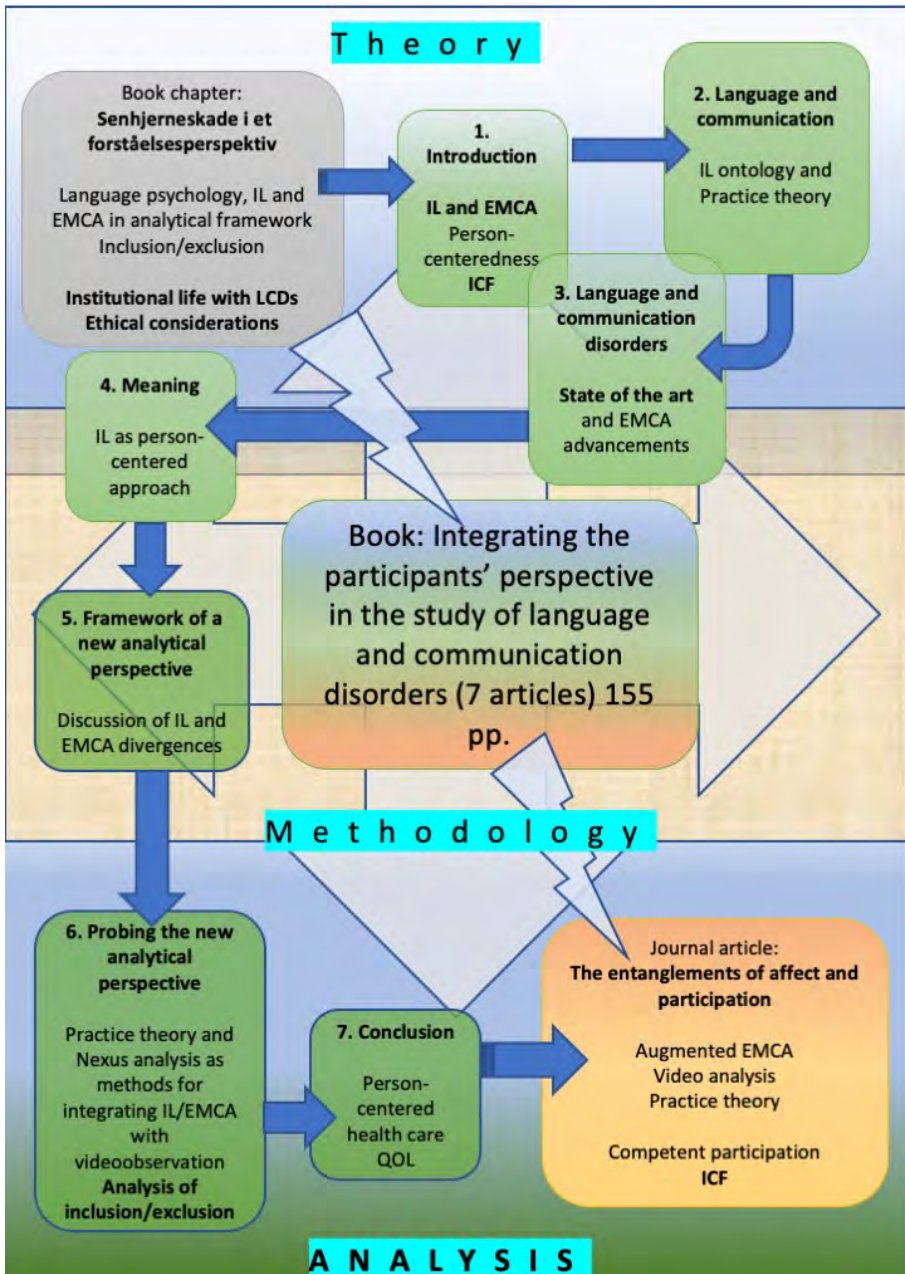 T h e o r y
Book chapter:
Senhjerneskade i et
forståelsesperspektiv
Language psychology, IL and
EMCA in analytical framework
Inclusion/exclusion
Institutional life with LCDs
Ethical considerations
1.
Introduction
IL and EMCA
Person-
centeredness
ICF
2. Language and
communication
IL ontology and
Practice theory
3. Language and
communication
disorders
State of the art
and EMCA
advancements
4. Meaning
IL as person-
centered
approach
Book: Integrating the
participants’ perspective
in the study of language
and communication
disorders (7 articles) 155
pp.
5. Framework of a
new analytical
perspective
Discussion of IL and
EMCA divergences
M e t h o d o l o g y
6. Probing the new
analytical
perspective
Practice theory and
Nexus analysis as
methods for
integrating IL/EMCA
with
videoobservation
Analysis of
inclusion/exclusion
7. Conclusion
Person-
centered
health care
QOL
Journal article:
The entanglements of affect and
participation
Augmented EMCA
Video analysis
Practice theory
Competent participation
ICF
A N A L Y S I S